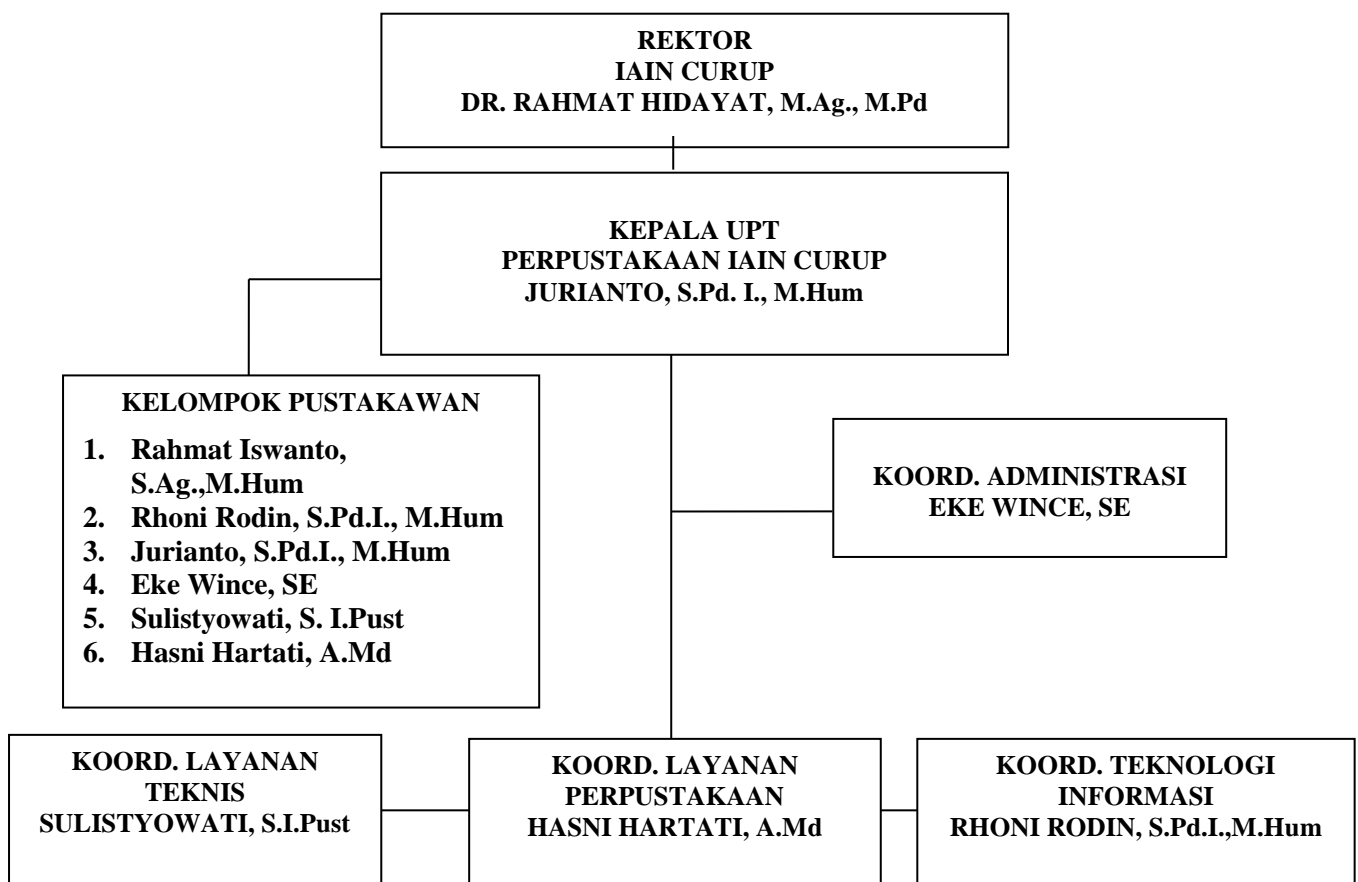 REKTOR
IAIN CURUP
DR. RAHMAT HIDAYAT, M.Ag., M.Pd
KEPALA UPT
PERPUSTAKAAN IAIN CURUP
JURIANTO, S.Pd. I., M.Hum
KELOMPOK PUSTAKAWAN
1. Rahmat Iswanto,
S.Ag.,M.Hum
2. Rhoni Rodin, S.Pd.I., M.Hum
3. Jurianto, S.Pd.I., M.Hum
4. Eke Wince, SE
5. Sulistyowati, S. I.Pust
6. Hasni Hartati, A.Md
KOORD. ADMINISTRASI
EKE WINCE, SE
KOORD. LAYANAN
TEKNIS
SULISTYOWATI, S.I.Pust
KOORD. LAYANAN
PERPUSTAKAAN
HASNI HARTATI, A.Md
KOORD. TEKNOLOGI
INFORMASI
RHONI RODIN, S.Pd.I.,M.Hum